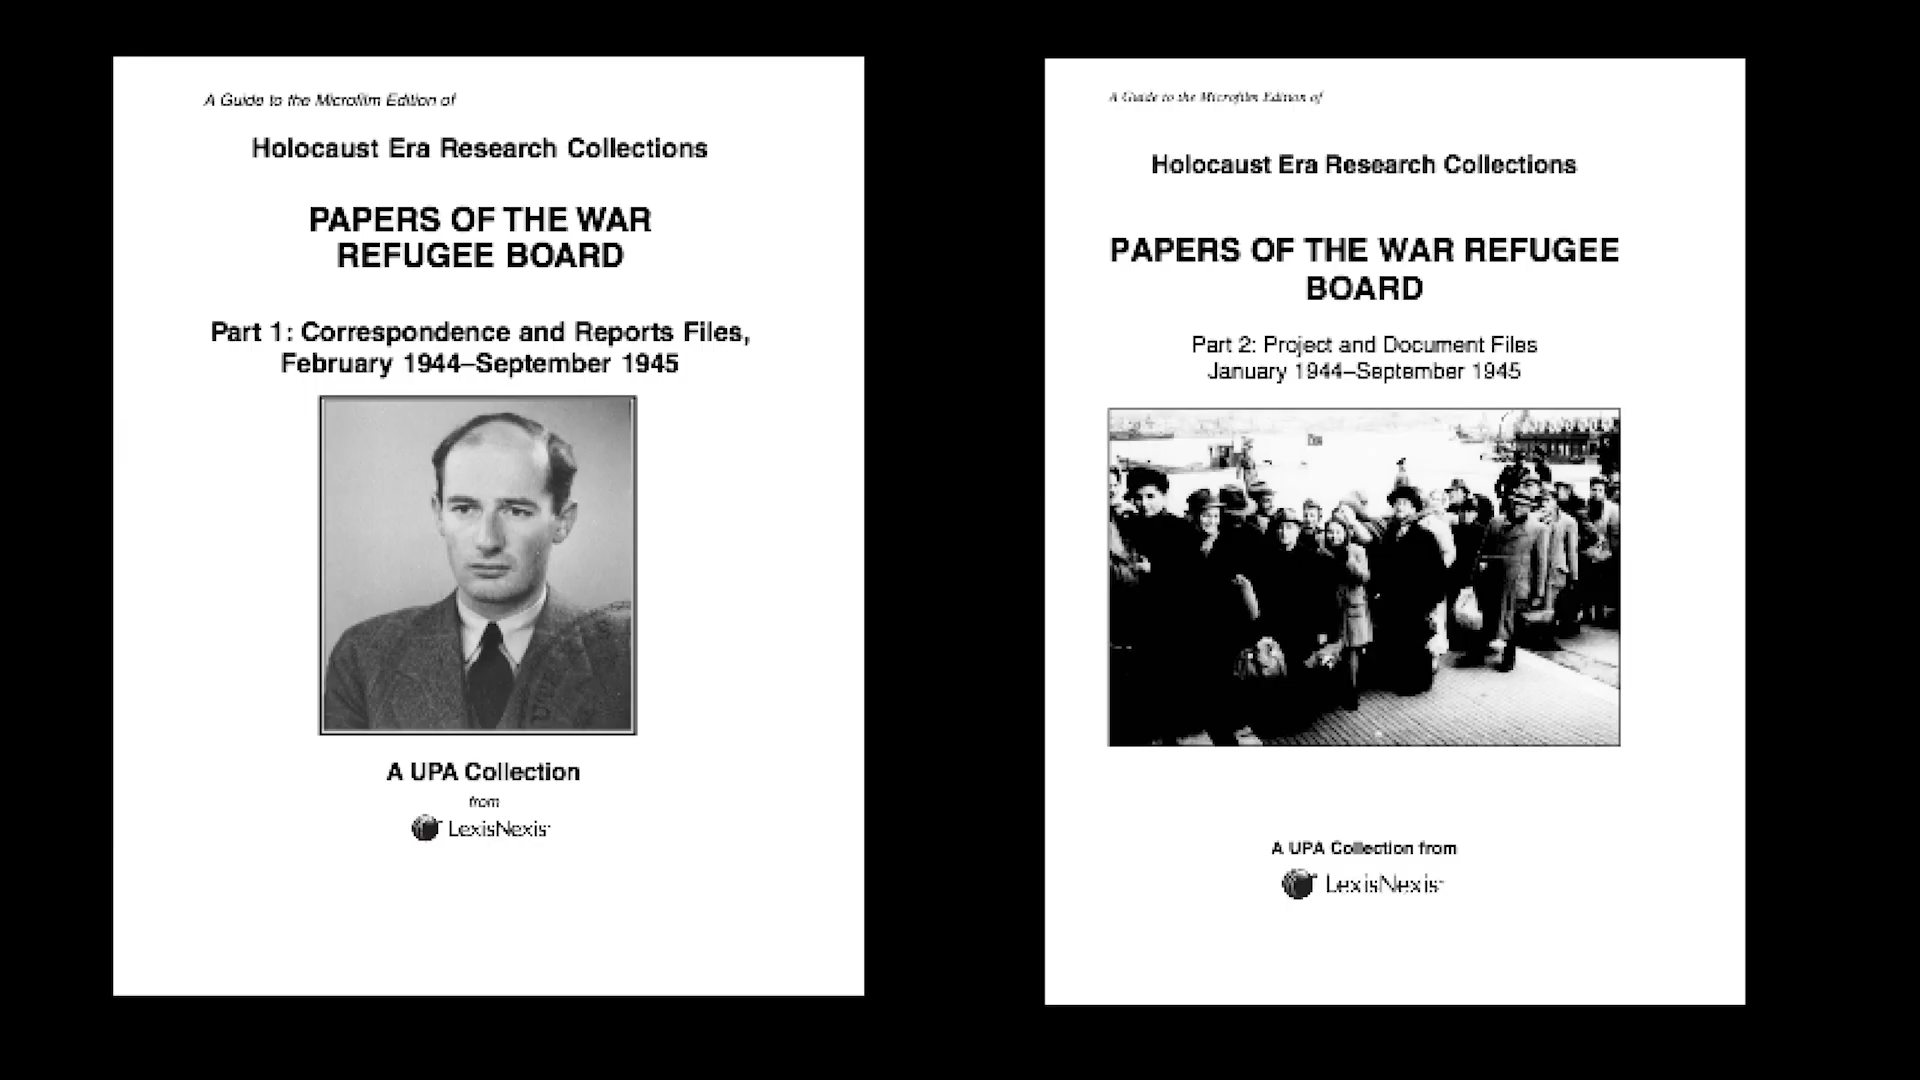 A Guide to the Microfilm Edition of
Holocaust Era Research Collections
PAPERS OF THE WAR
REFUGEE BOARD
Part 1: Correspondence and Reports Files,
February 1944–September 1945
A UPA Collection
from
LexisNexis
A Guide to the Microfilm Edition of
Holocaust Era Research Collections
PAPERS OF THE WAR REFUGEE
BOARD
Part 2: Project and Document Files
January 1944–September 1945
A UPA Collection from
LexisNexis